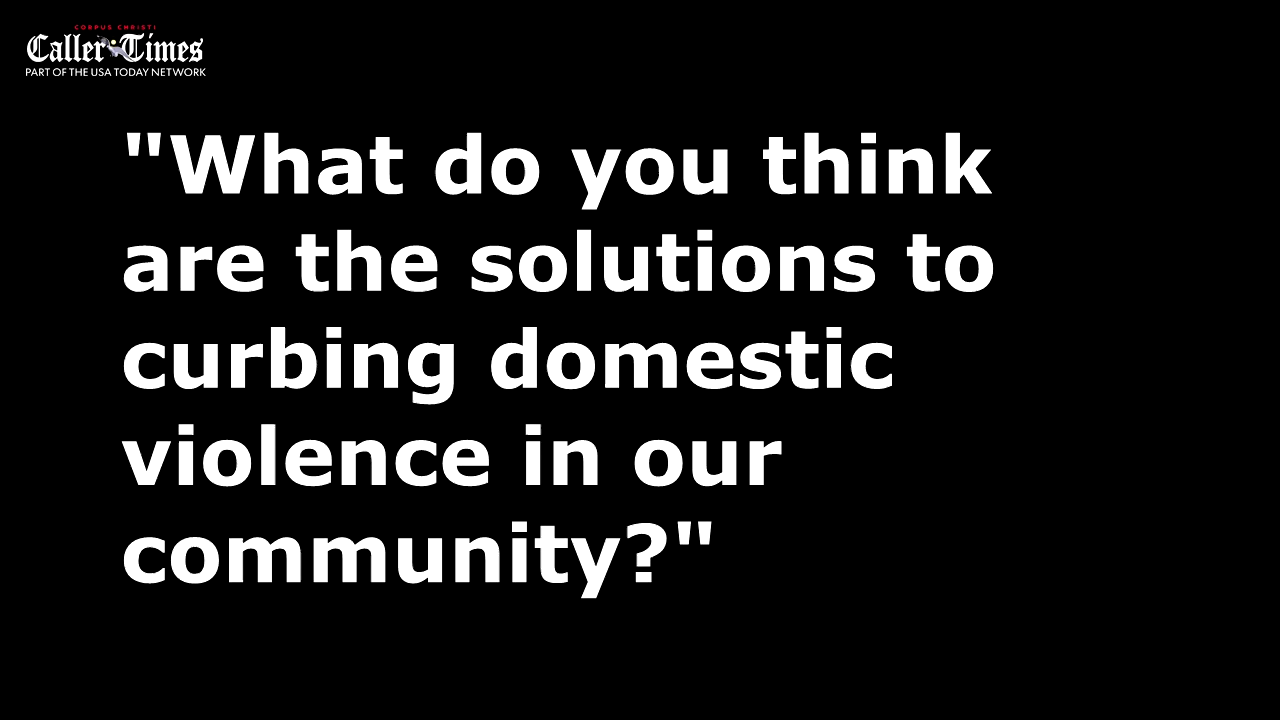 CORPUS CHRISTI
Caller Times
PART OF THE USA TODAY NETWORK
"What do you think
are the solutions to
curbing domestic
violence in our
community?"